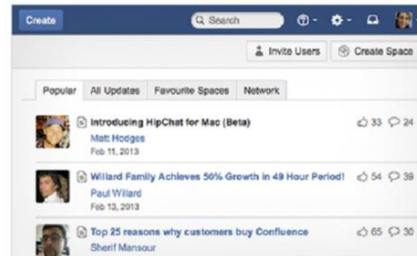 Create Search
Invite Users Create Space
Popular All Updates Favourite Spaces Network
Introducing HipChat for Mac (Beta) 33 24
Matt Hodges
Feb 11, 2013
Willard Family Achieves 50% Growth in 49 Hour Period! 54 39
Paul Willard
Feb 13, 2013
Top 25 reasons why customers buy Confluence 65 30
Sherif Mansour